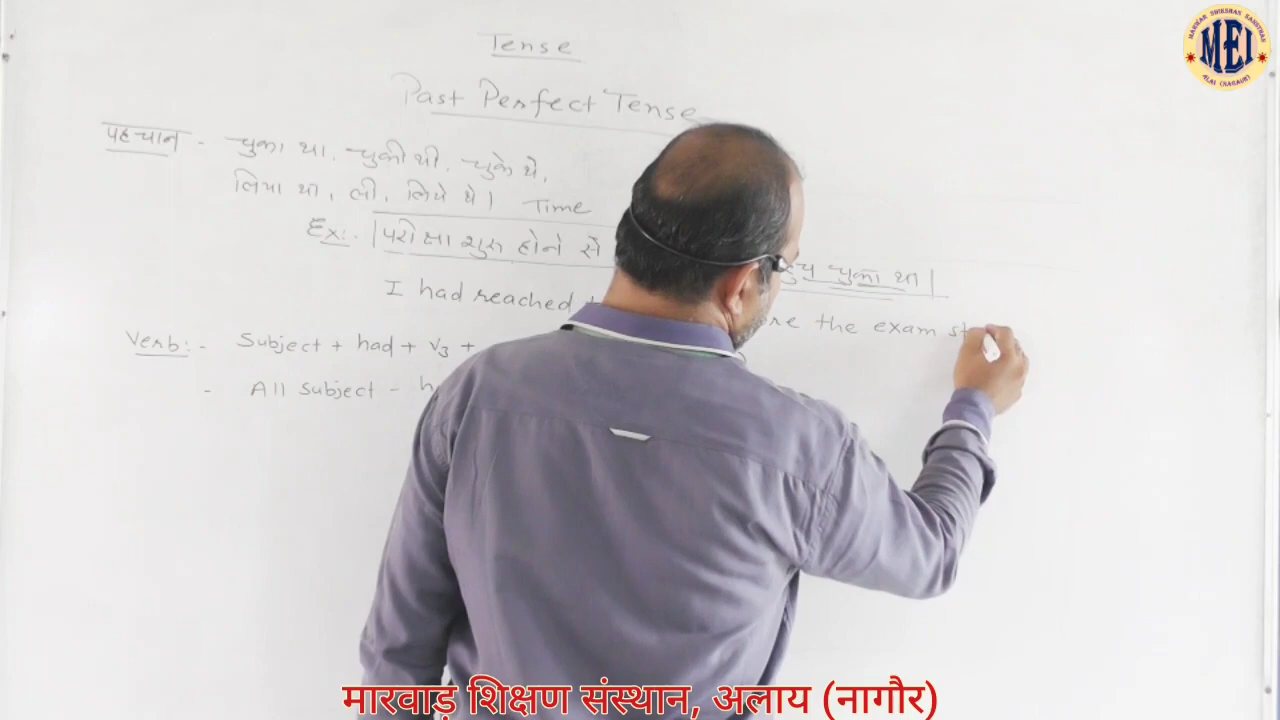 Tense
Past Perfect Tense
पहचान - चुका था, चुकी थी, चुके थे,
लिया था, ली, लिये थे। Time
Ex:- परीक्षा शुरु होने से चुका था।
I had reached the exam
Verb:- Subject + had + V3 +
- All subject -
MEI
मारवाड़ शिक्षण संस्थान, अलाय (नागौर)